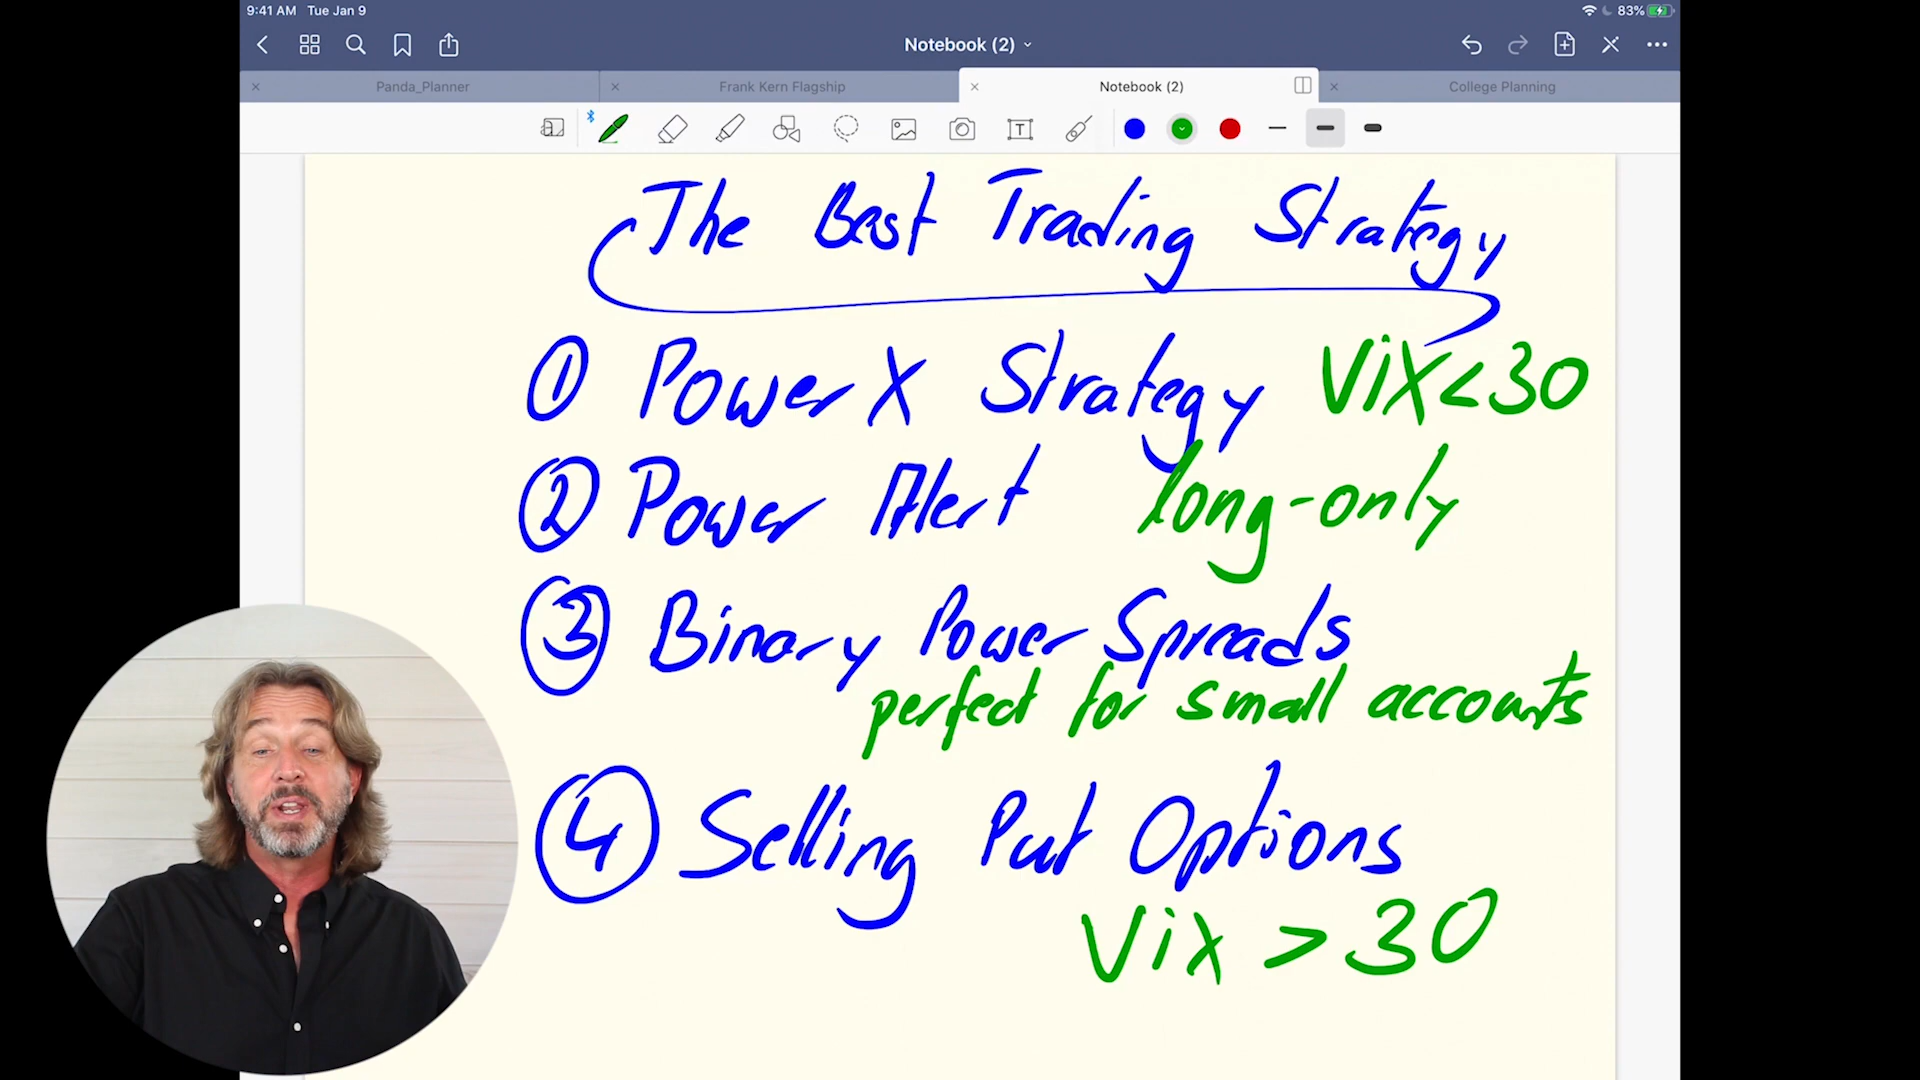 9:41 AM Tue Jan 9 83%
Notebook (2)
Panda_Planner Frank Kern Flagship Notebook (2) College Planning
The Best Trading Strategy
1 PowerX Strategy ViX<30
2 Power Alert long-only
3 Binary Power Spreads
perfect for small accounts
4 Selling Put Options
Vix > 30